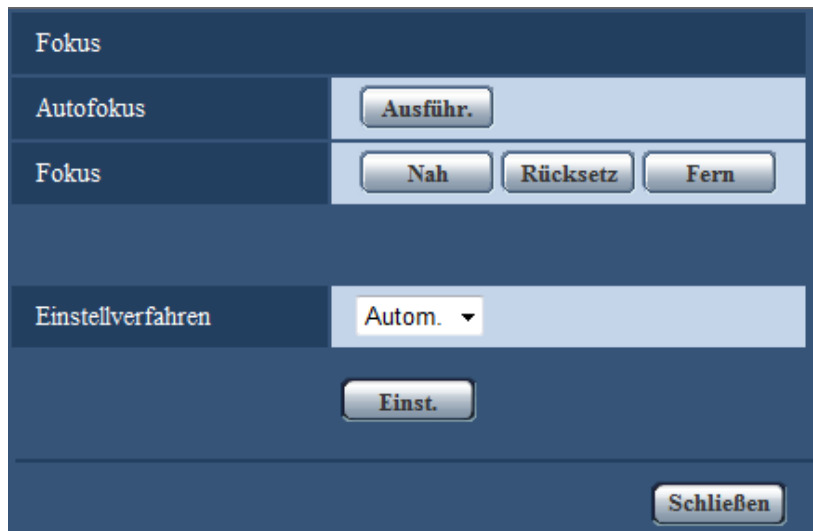 Fokus
Autofokus Ausführ.
Fokus Nah Rücksetz Fern
Einstellverfahren Autom.
Einst.
Schließen